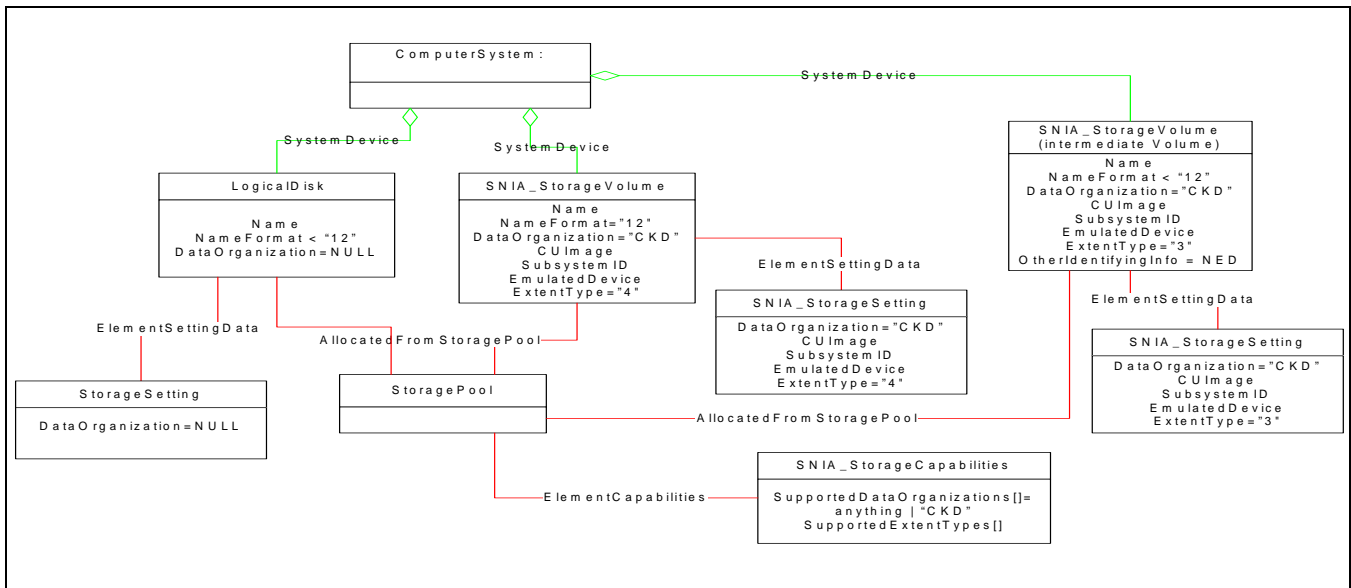 ComputerSystem:
SystemDevice
SystemDevice
SystemDevice
LogicalDisk
Name
NameFormat < “12”
DataOrganization=NULL
SNIA_StorageVolume
Name
NameFormat=”12”
DataOrganization=”CKD”
CUImage
SubsystemID
EmulatedDevice
ExtentType=”4”
SNIA_StorageVolume
(intermediate Volume)
Name
NameFormat < “12”
DataOrganization=”CKD”
CUImage
SubsystemID
EmulatedDevice
ExtentType=”3”
OtherIdentifyingInfo = NED
ElementSettingData
SNIA_StorageSetting
DataOrganization=”CKD”
CUImage
SubsystemID
EmulatedDevice
ExtentType=”4”
ElementSettingData
SNIA_StorageSetting
DataOrganization=”CKD”
CUImage
SubsystemID
EmulatedDevice
ExtentType=”3”
ElementSettingData
StorageSetting
DataOrganization=NULL
AllocatedFromStoragePool
StoragePool
AllocatedFromStoragePool
ElementCapabilities
SNIA_StorageCapabilities
SupportedDataOrganizations[]=
anything | “CKD”
SupportedExtentTypes[]